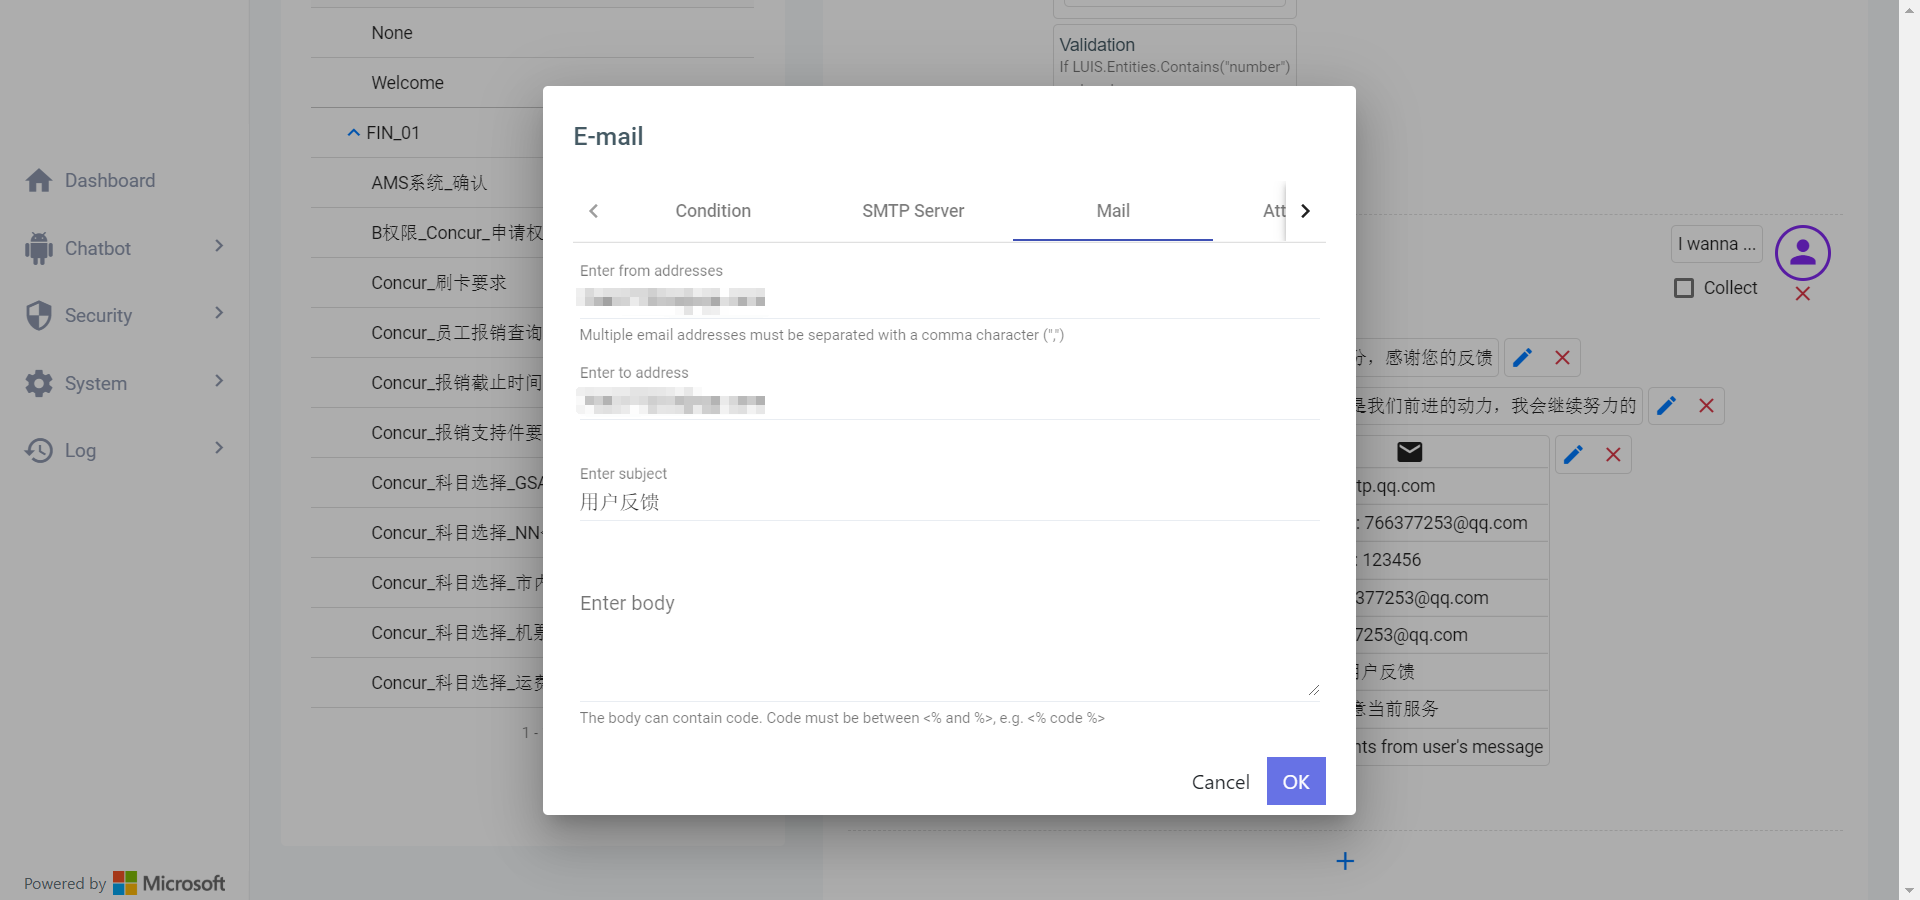 None
Welcome
FIN_01
AMS系统_确认
B权限_Concur_申请权
Concur_刷卡要求
Concur_员工报销查询
Concur_报销截止时间
Concur_报销支持件要
Concur_科目选择_GSA
Concur_科目选择_NN
Concur_科目选择_市内
Concur_科目选择_机票
Concur_科目选择_运费
1 -
Dashboard
Chatbot
Security
System
Log
Powered by Microsoft
Validation
If LUIS.Entities.Contains("number")
E-mail
Condition
SMTP Server
Mail
Att
Enter from addresses
Multiple email addresses must be separated with a comma character (",")
Enter to address
Enter subject
用户反馈
Enter body
The body can contain code. Code must be between <% and %>, e.g. <% code %>
Cancel
OK
I wanna ...
Collect
分，感谢您的反馈
是我们前进的动力，我会继续努力的
tp.qq.com
: 766377253@qq.com
: 123456
377253@qq.com
7253@qq.com
用户反馈
意当前服务
nts from user's message